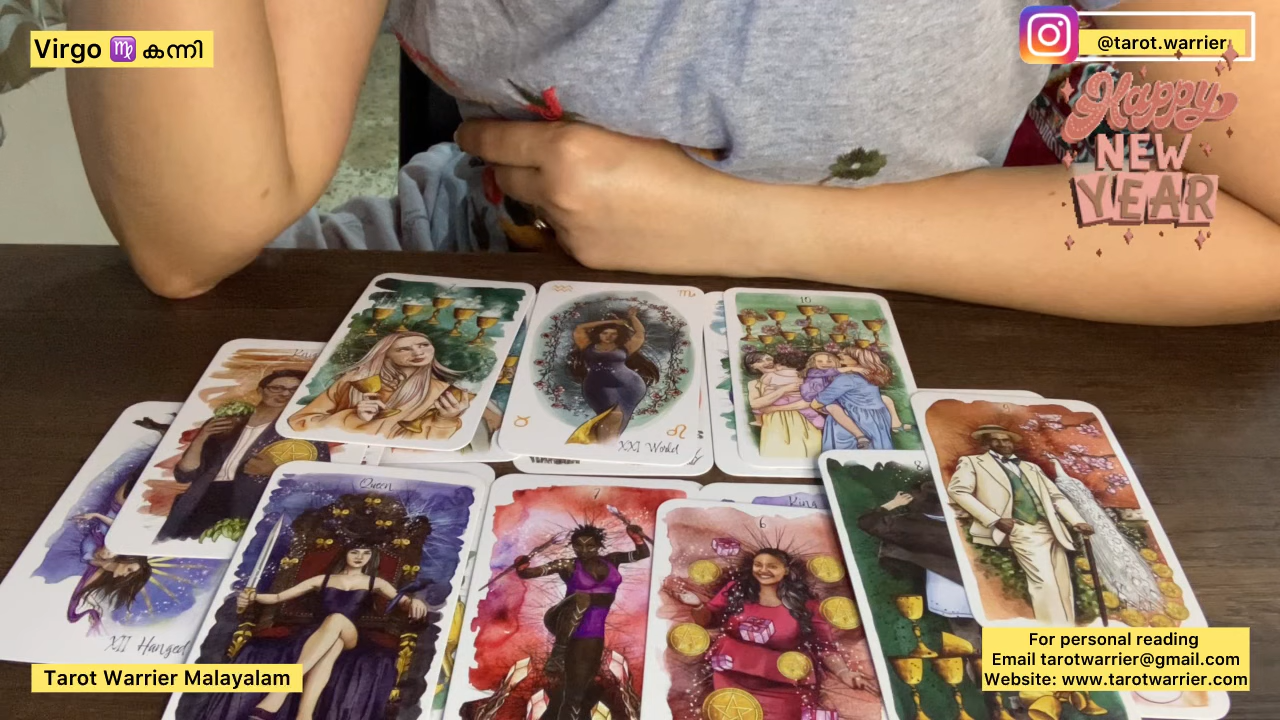 Virgo ♍ കന്നി
@tarot.warrier
Happy
NEW
YEAR
XXI World
10
Queen
King
7
6
8
XII Hanged
Tarot Warrier Malayalam
For personal reading
Email tarotwarrier@gmail.com
Website: www.tarotwarrier.com